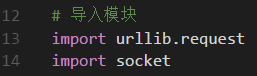 12 # 导入模块
13 import urllib.request
14 import socket